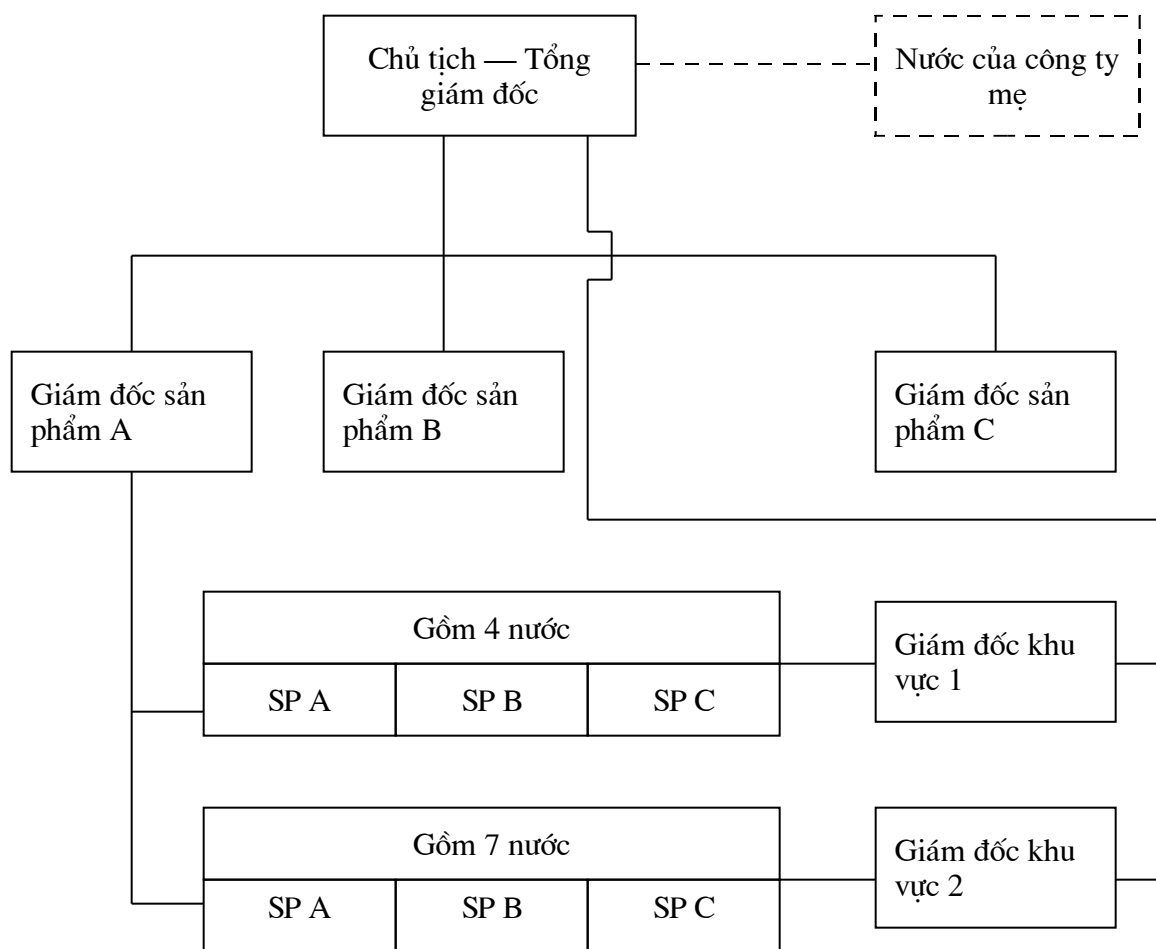 Chủ tịch — Tổng
giám đốc
Nước của công ty
mẹ
Giám đốc sản
phẩm A
Giám đốc sản
phẩm B
Giám đốc sản
phẩm C
Gồm 4 nước
SP A
SP B
SP C
Giám đốc khu
vực 1
Gồm 7 nước
SP A
SP B
SP C
Giám đốc khu
vực 2